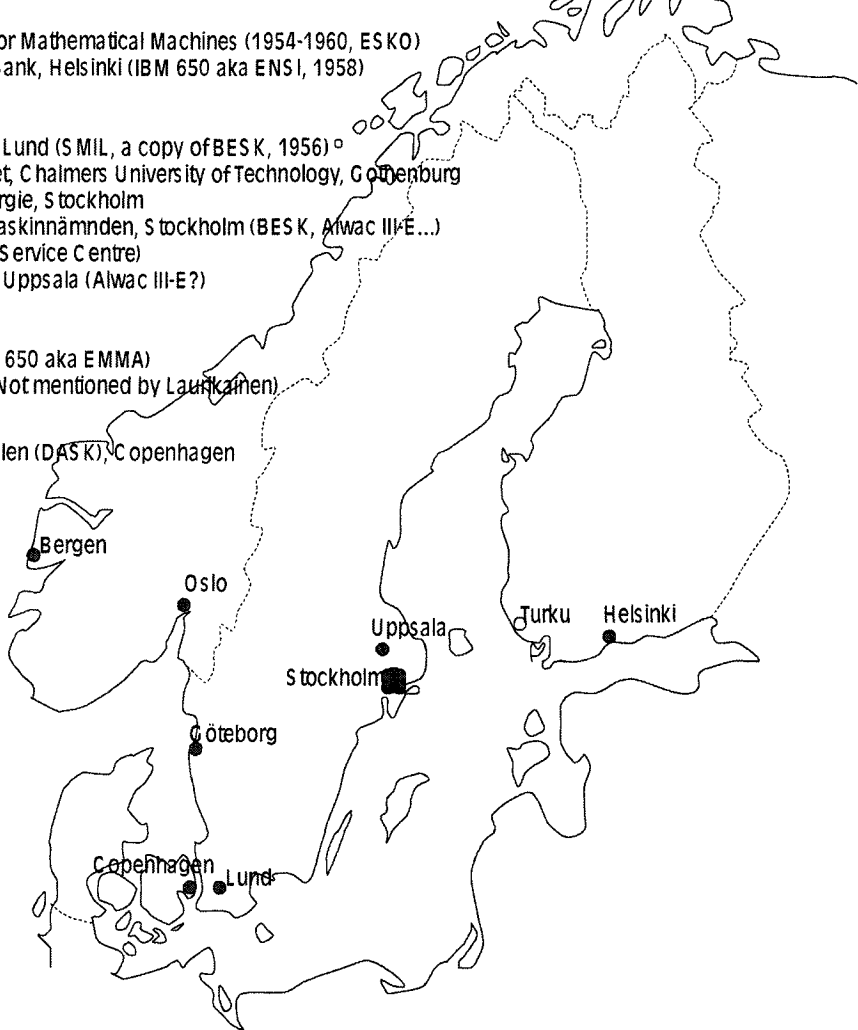 or Mathematical Machines (1954-1960, ESKO)
ank, Helsinki (IBM 650 aka ENSI, 1958)
Lund (SMIL, a copy of BESK, 1956)
et, Chalmers University of Technology, Gothenburg
rgie, Stockholm
askinnämnden, Stockholm (BESK, Alwac III-E...)
Service Centre)
Uppsala (Alwac III-E?)
650 aka EMMA)
Not mentioned by Laurikainen)
len (DASK), Copenhagen
Bergen
Oslo
Turku
Helsinki
Uppsala
Stockholm
Göteborg
Copenhagen
Lund